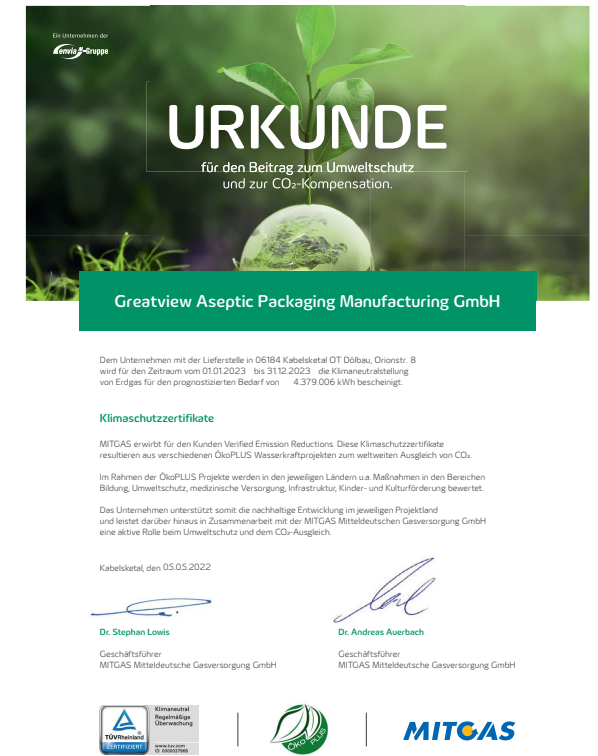 Ein Unternehmen der
envia M-Gruppe
URKUNDE
für den Beitrag zum Umweltschutz
und zur CO₂-Kompensation.
Greatview Aseptic Packaging Manufacturing GmbH
Dem Unternehmen mit der Lieferstelle in 06184 Kabelsketal OT Dölbau, Orionstr. 8
wird für den Zeitraum vom 01.01.2023 bis 31.12.2023 die Klimaneutralstellung
von Erdgas für den prognostizierten Bedarf von 4.379.006 kWh bescheinigt.
Klimaschutzzertifikate
MITGAS erwirbt für den Kunden Verified Emission Reductions. Diese Klimaschutzzertifikate
resultieren aus verschiedenen ÖkoPLUS Wasserkraftprojekten zum weltweiten Ausgleich von CO₂.
Im Rahmen der ÖkoPLUS Projekte werden in den jeweiligen Ländern u.a. Maßnahmen in den Bereichen
Bildung, Umweltschutz, medizinische Versorgung, Infrastruktur, Kinder- und Kulturförderung bewertet.
Das Unternehmen unterstützt somit die nachhaltige Entwicklung im jeweiligen Projektland
und leistet darüber hinaus in Zusammenarbeit mit der MITGAS Mitteldeutschen Gasversorgung GmbH
eine aktive Rolle beim Umweltschutz und dem CO₂-Ausgleich.
Kabelsketal, den 05.05.2022
Dr. Stephan Lowis
Dr. Andreas Auerbach
Geschäftsführer
MITGAS Mitteldeutsche Gasversorgung GmbH
Geschäftsführer
MITGAS Mitteldeutsche Gasversorgung GmbH
TÜVRheinland
ZERTIFIZIERT
Klimaneutral
Regelmäßige
Überwachung
www.tuv.com
ID 0000037968
Öko PLUS
MITGAS